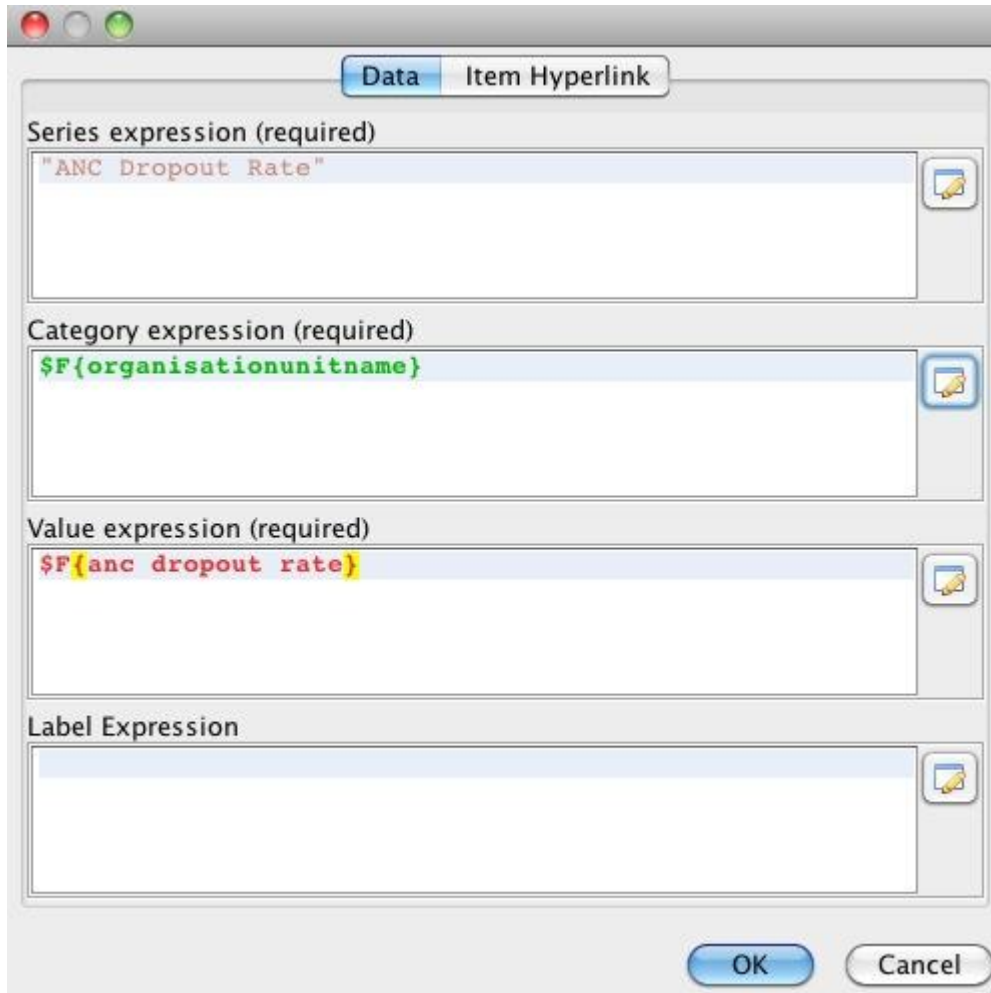 Data Item Hyperlink
Series expression (required)
"ANC Dropout Rate"
Category expression (required)
$F{organisationunitname}
Value expression (required)
$F{anc dropout rate}
Label Expression
OK Cancel